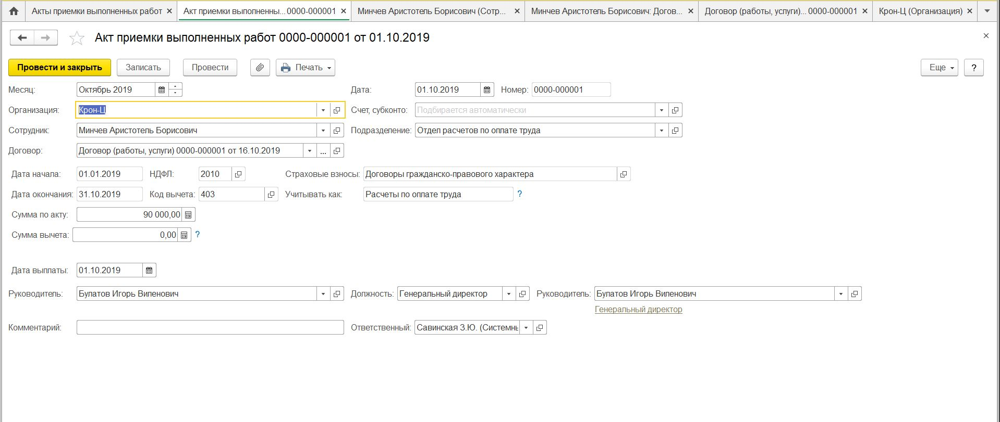 Акты приемки выполненных работ × Акт приемки выполненны... 0000-000001 × Минчев Аристотель Борисович (Сотр... × Минчев Аристотель Борисович: Догов... × Договор (работы, услуги)... 0000-000001 × Крон-Ц (Организация) ×
Акт приемки выполненных работ 0000-000001 от 01.10.2019 ×
Провести и закрыть Записать Провести Печать Еще ?
Месяц: Октябрь 2019 Дата: 01.10.2019 Номер: 0000-000001
Организация: Крон-Ц Счет, субконто: Подбирается автоматически
Сотрудник: Минчев Аристотель Борисович Подразделение: Отдел расчетов по оплате труда
Договор: Договор (работы, услуги) 0000-000001 от 16.10.2019 ...
Дата начала: 01.01.2019 НДФЛ: 2010 Страховые взносы: Договоры гражданско-правового характера
Дата окончания: 31.10.2019 Код вычета: 403 Учитывать как: Расчеты по оплате труда ?
Сумма по акту: 90 000,00
Сумма вычета: 0,00 ?
Дата выплаты: 01.10.2019
Руководитель: Булатов Игорь Виленович Должность: Генеральный директор Руководитель: Булатов Игорь Виленович
Генеральный директор
Комментарий: Ответственный: Савинская З.Ю. (Системны